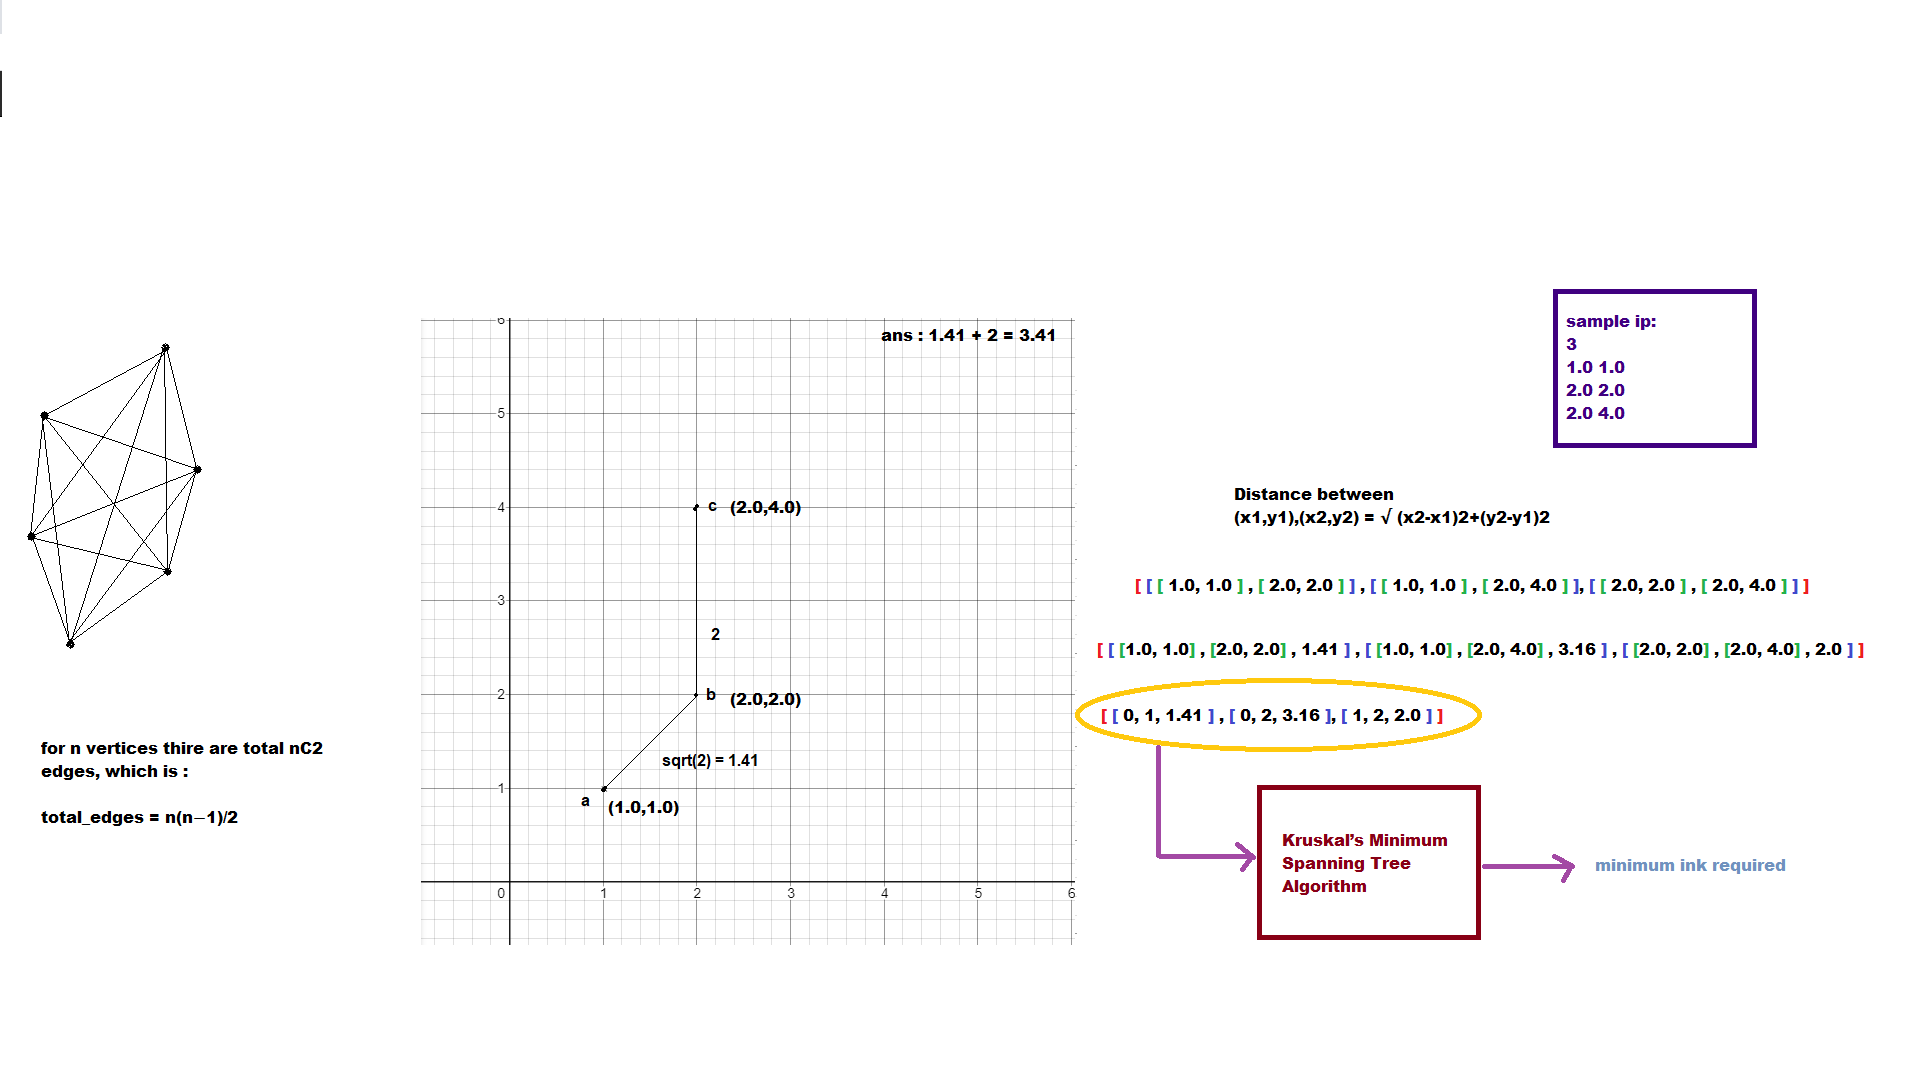 for n vertices thire are total nC2
edges, which is :
total_edges = n(n−1)/2
ans : 1.41 + 2 = 3.41
6
5
4
3
2
1
0
1
2
3
4
5
6
c (2.0,4.0)
2
b (2.0,2.0)
sqrt(2) = 1.41
a (1.0,1.0)
sample ip:
3
1.0 1.0
2.0 2.0
2.0 4.0
Distance between
(x1,y1),(x2,y2) = √ (x2-x1)2+(y2-y1)2
[ [ [ 1.0, 1.0 ] , [ 2.0, 2.0 ] ] , [ [ 1.0, 1.0 ] , [ 2.0, 4.0 ] ], [ [ 2.0, 2.0 ] , [ 2.0, 4.0 ] ] ]
[ [ [1.0, 1.0] , [2.0, 2.0] , 1.41 ] , [ [1.0, 1.0] , [2.0, 4.0] , 3.16 ] , [ [2.0, 2.0] , [2.0, 4.0] , 2.0 ] ]
[ [ 0, 1, 1.41 ] , [ 0, 2, 3.16 ], [ 1, 2, 2.0 ] ]
Kruskal’s Minimum
Spanning Tree
Algorithm
minimum ink required